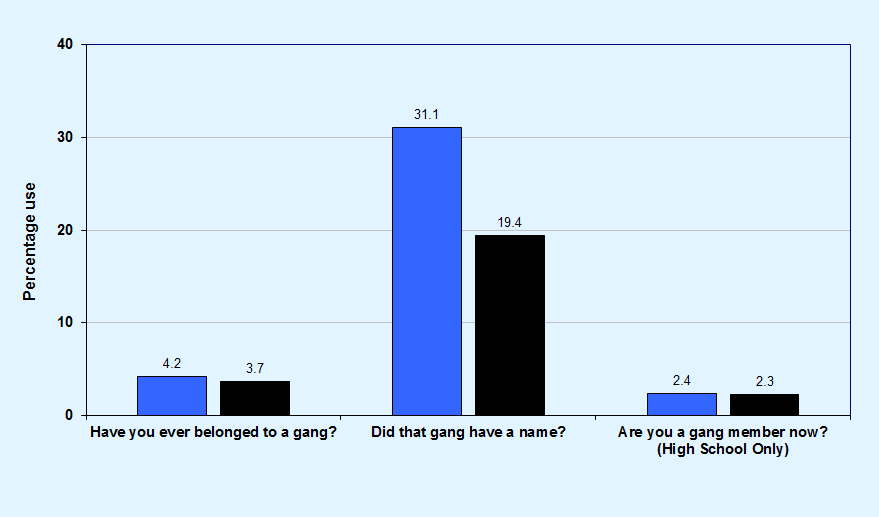 40
30
20
10
0
Percentage use
4.2
3.7
31.1
19.4
2.4
2.3
Have you ever belonged to a gang?
Did that gang have a name?
Are you a gang member now?
(High School Only)